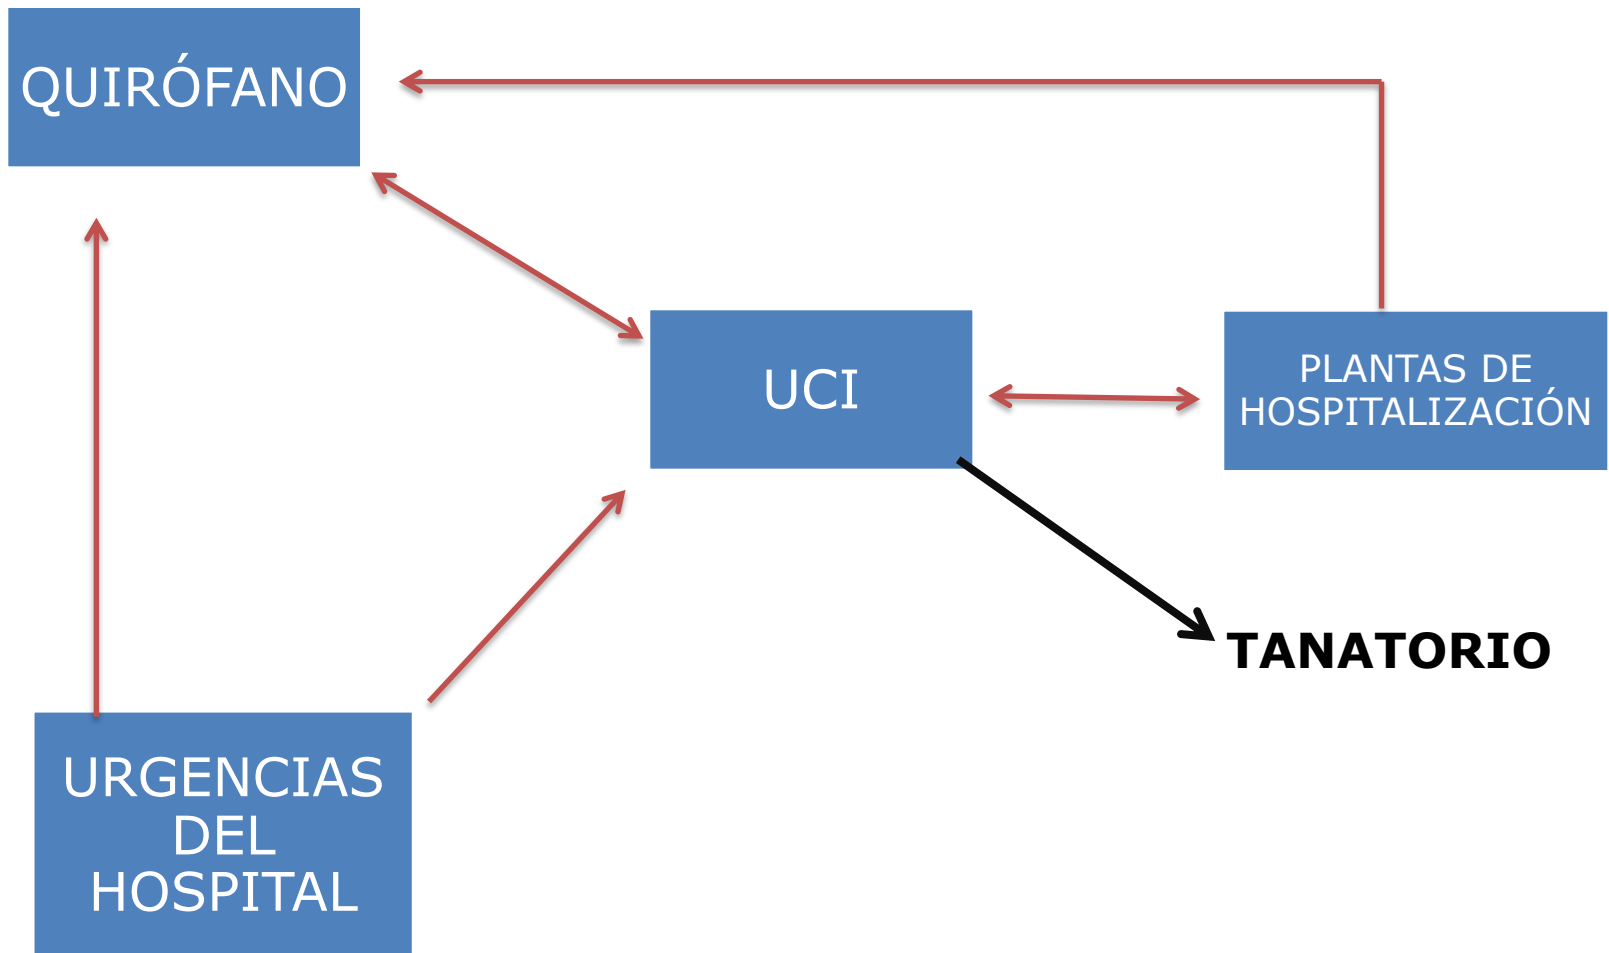 QUIRÓFANO
UCI
PLANTAS DE
HOSPITALIZACIÓN
TANATORIO
URGENCIAS
DEL
HOSPITAL